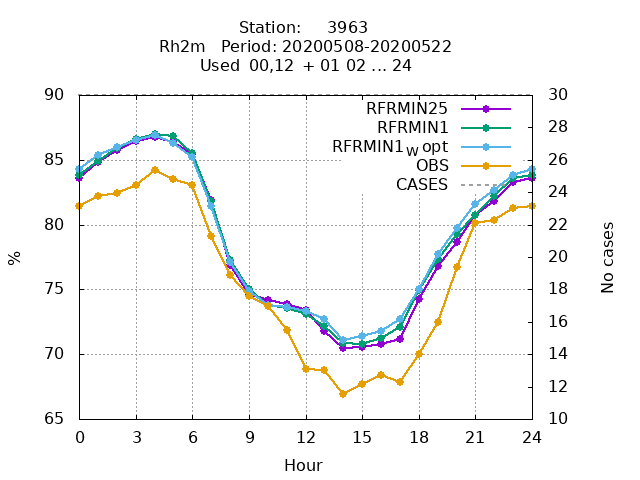 Station: 3963
Rh2m Period: 20200508-20200522
Used 00,12 + 01 02 ... 24
90 30
RFRMIN25
28
RFRMIN1
RFRMIN1w opt
85 26
OBS
CASES
24
80 22
%
No cases
20
75 18
16
70 14
12
65 10
0 3 6 9 12 15 18 21 24
Hour